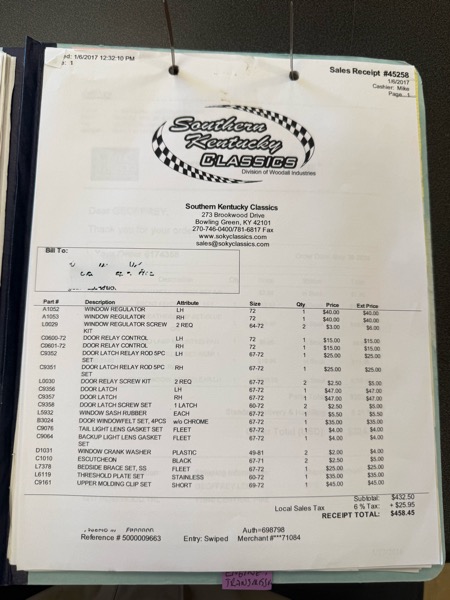 1/6/2017 12:32:10 PM
Sales Receipt #45258
1/6/2017
Cashier: Mike
Page 1
Southern
Kentucky
CLASSICS
Division of Woodall Industries
Southern Kentucky Classics
273 Brookwood Drive
Bowling Green, KY 42101
270-746-0400/781-6817 Fax
www.sokyclassics.com
sales@sokyclassics.com
Bill To:
Part # Description Attribute Size Qty Price Ext Price
A1052 WINDOW REGULATOR LH 72 1 $40.00 $40.00
A1053 WINDOW REGULATOR RH 72 1 $40.00 $40.00
L0029 WINDOW REGULATOR SCREW KIT 2 REQ 64-72 2 $3.00 $6.00
C0600-72 DOOR RELAY CONTROL LH 72 1 $15.00 $15.00
C0601-72 DOOR RELAY CONTROL RH 72 1 $15.00 $15.00
C9352 DOOR LATCH RELAY ROD 5PC SET LH 67-72 1 $25.00 $25.00
C9351 DOOR LATCH RELAY ROD 5PC SET RH 67-72 1 $25.00 $25.00
L0030 DOOR RELAY SCREW KIT 2 REQ 67-72 2 $2.50 $5.00
C9356 DOOR LATCH LH 67-72 1 $47.00 $47.00
C9357 DOOR LATCH RH 67-72 1 $47.00 $47.00
C9358 DOOR LATCH SCREW SET 1 LATCH 60-72 2 $2.50 $5.00
L5932 WINDOW SASH RUBBER EACH 67-72 1 $5.50 $5.50
B3024 DOOR WINDOWFELT SET, 4PCS w/o CHROME 67-72 1 $35.00 $35.00
C9076 TAIL LIGHT LENS GASKET SET FLEET 67-72 1 $4.00 $4.00
C9064 BACKUP LIGHT LENS GASKET SET FLEET 67-72 1 $4.00 $4.00
D1031 WINDOW CRANK WASHER PLASTIC 49-81 2 $2.00 $4.00
C1010 ESCUTCHEON BLACK 67-71 2 $2.50 $5.00
L7378 BEDSIDE BRACE SET, SS FLEET 67-72 1 $25.00 $25.00
L6119 THRESHOLD PLATE SET STAINLESS 60-72 1 $35.00 $35.00
C9161 UPPER MOLDING CLIP SET SHORT 69-72 1 $45.00 $45.00
Subtotal: $432.50
Local Sales Tax 6 % Tax: + $25.95
RECEIPT TOTAL: $458.45
Auth=698798
Reference # 5000009663 Entry: Swiped Merchant #***71084